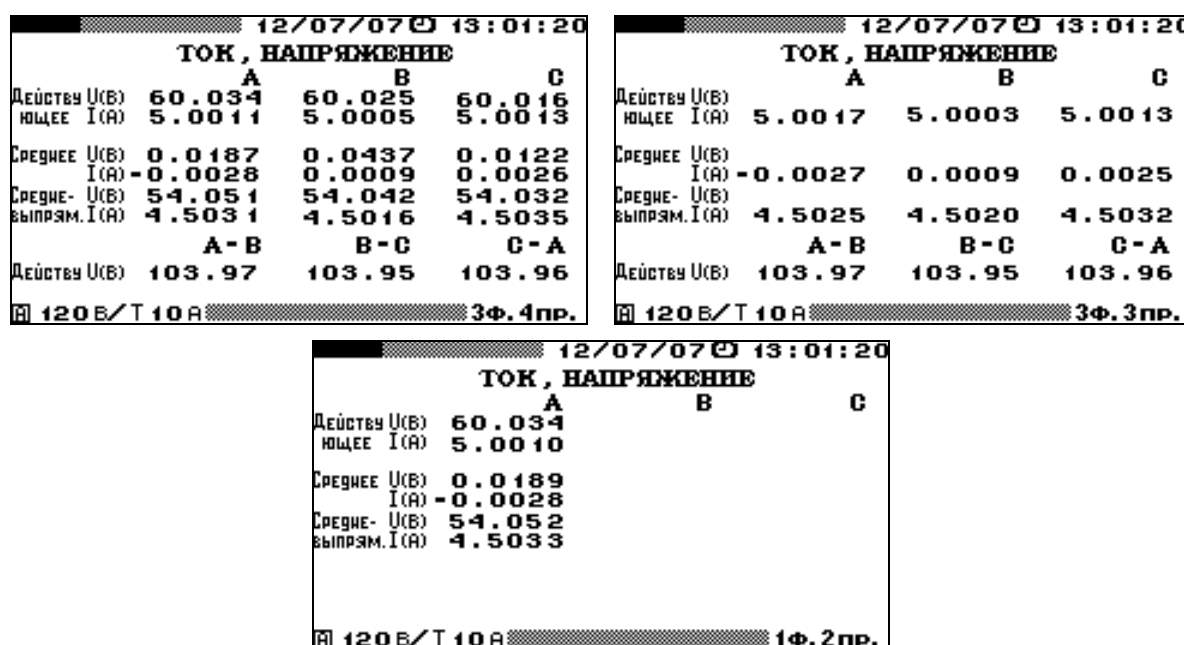 12/07/07 13:01:20
ТОК, НАПРЯЖЕНИЕ
A B C
Действу U(В) 60.034 60.025 60.016
ющее I(А) 5.0011 5.0005 5.0013
Среднее U(В) 0.0187 0.0437 0.0122
I(А) -0.0028 0.0009 0.0026
Средне- U(В) 54.051 54.042 54.032
выпрям. I(А) 4.5031 4.5016 4.5035
A-B B-C C-A
Действу U(В) 103.97 103.95 103.96
А 120 В/Т 10 А 3Ф.4пр.
12/07/07 13:01:20
ТОК, НАПРЯЖЕНИЕ
A B C
Действу U(В)
ющее I(А) 5.0017 5.0003 5.0013
Среднее U(В)
I(А) -0.0027 0.0009 0.0025
Средне- U(В)
выпрям. I(А) 4.5025 4.5020 4.5032
A-B B-C C-A
Действу U(В) 103.97 103.95 103.96
А 120 В/Т 10 А 3Ф.3пр.
12/07/07 13:01:20
ТОК, НАПРЯЖЕНИЕ
A B C
Действу U(В) 60.034
ющее I(А) 5.0010
Среднее U(В) 0.0189
I(А) -0.0028
Средне- U(В) 54.052
выпрям. I(А) 4.5033
А 120 В/Т 10 А 1Ф.2пр.